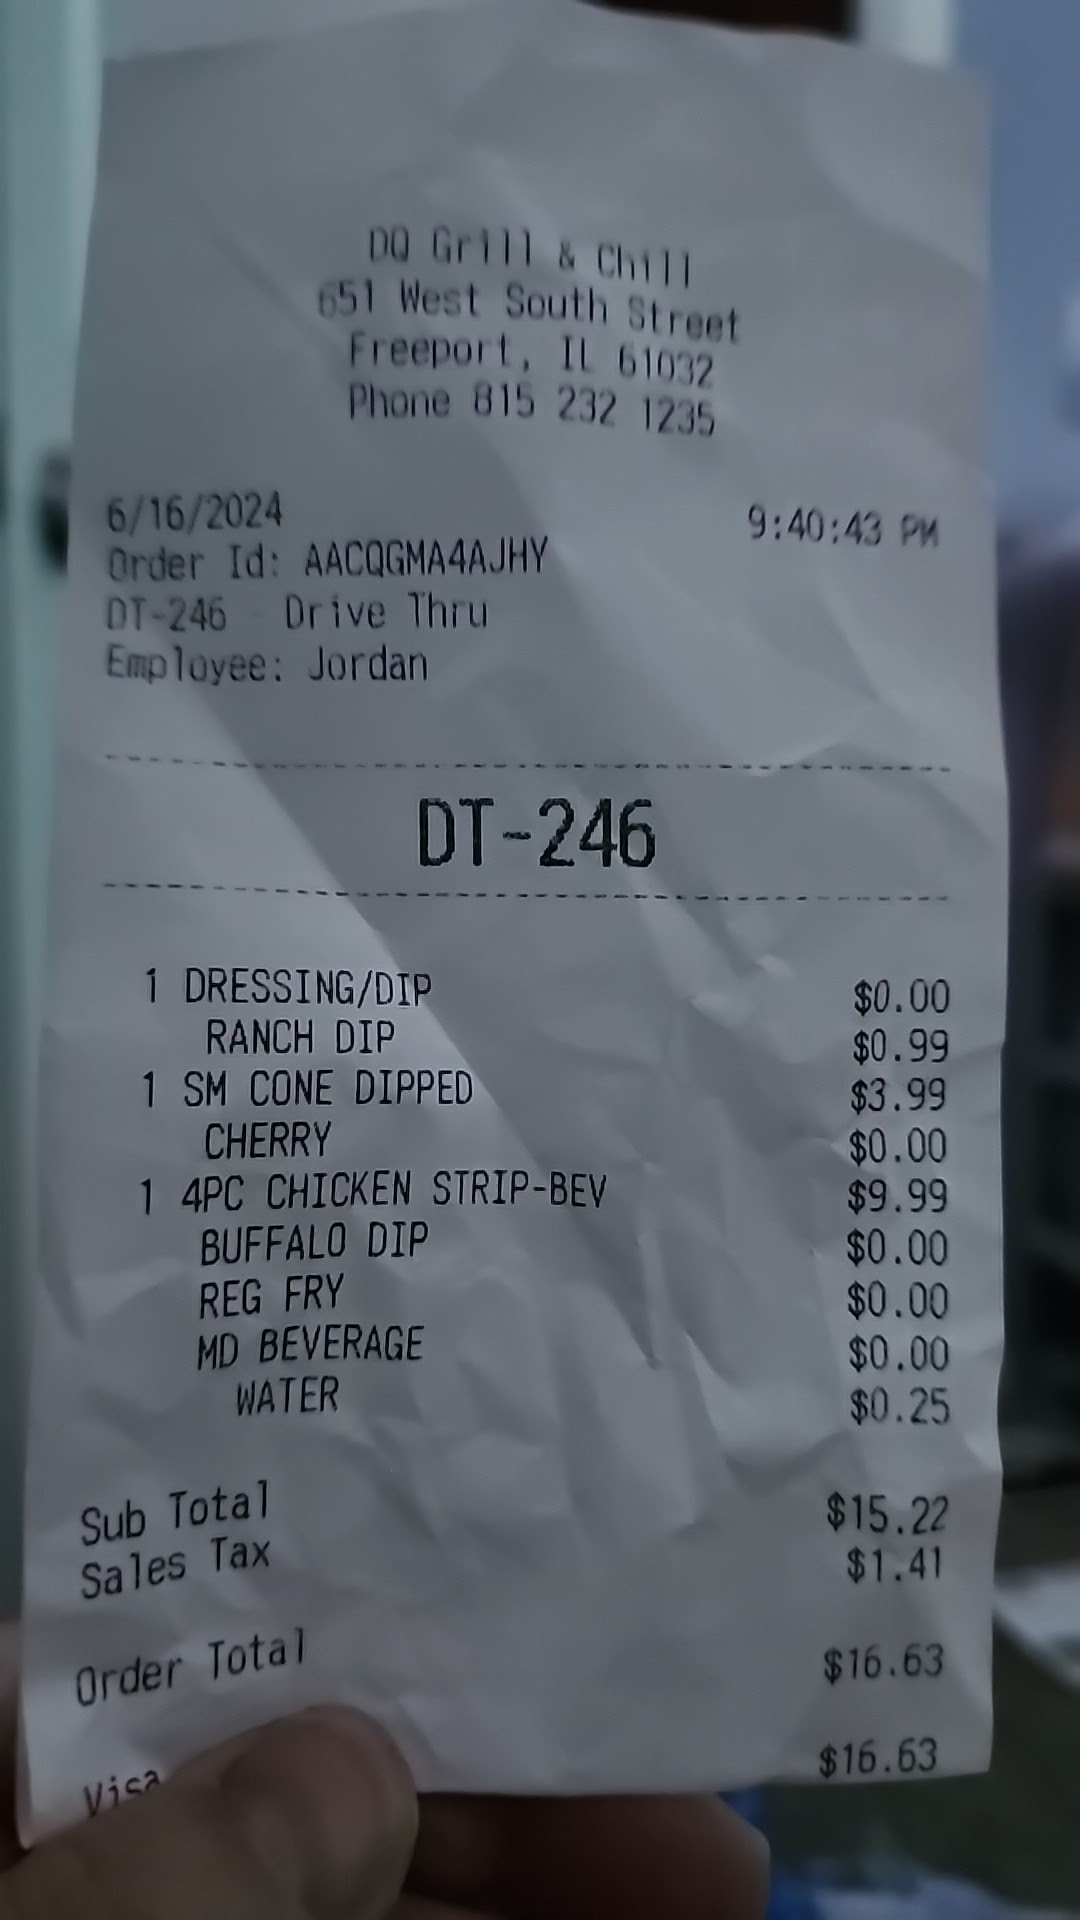 DQ Grill & Chill
651 West South Street
Freeport, IL 61032
Phone 815 232 1235
6/16/2024 9:40:43 PM
Order Id: AACQGMA4AJHY
DT-246 Drive Thru
Employee: Jordan
DT-246
1 DRESSING/DIP $0.00
RANCH DIP $0.99
1 SM CONE DIPPED $3.99
CHERRY $0.00
1 4PC CHICKEN STRIP-BEV $9.99
BUFFALO DIP $0.00
REG FRY $0.00
MD BEVERAGE $0.00
WATER $0.25
Sub Total $15.22
Sales Tax $1.41
Order Total $16.63
Visa $16.63